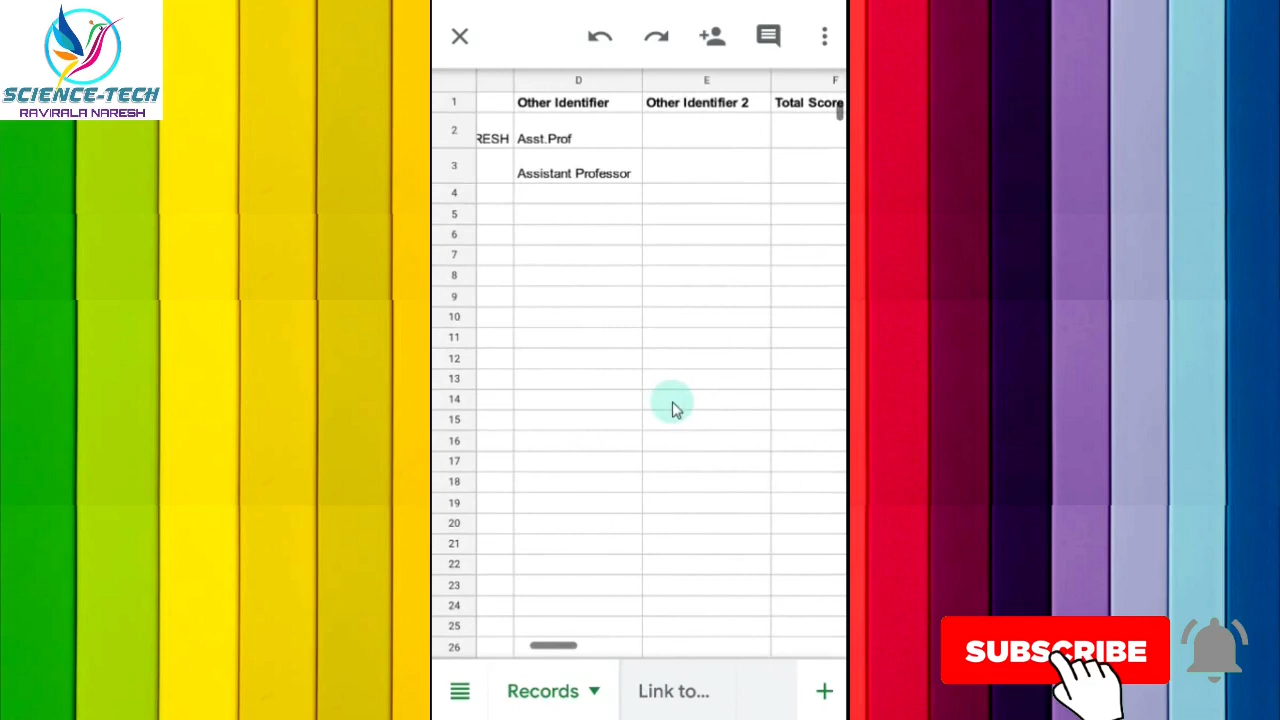 SCIENCE-TECH
RAVIRALA NARESH
D E F
1 Other Identifier Other Identifier 2 Total Score
2 RESH Asst.Prof
3 Assistant Professor
4
5
6
7
8
9
10
11
12
13
14
15
16
17
18
19
20
21
22
23
24
25
26
Records Link to...
SUBSCRIBE